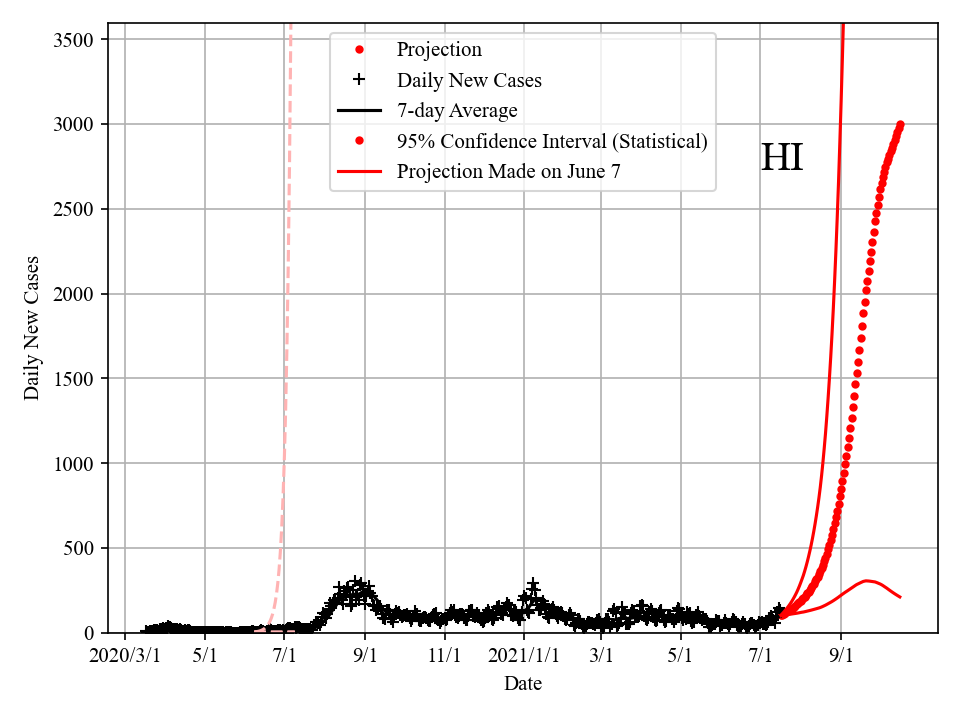 3500
3000
2500
2000
1500
1000
500
0
Daily New Cases
Projection
Daily New Cases
7-day Average
95% Confidence Interval (Statistical)
Projection Made on June 7
HI
2020/3/1 5/1 7/1 9/1 11/1 2021/1/1 3/1 5/1 7/1 9/1
Date